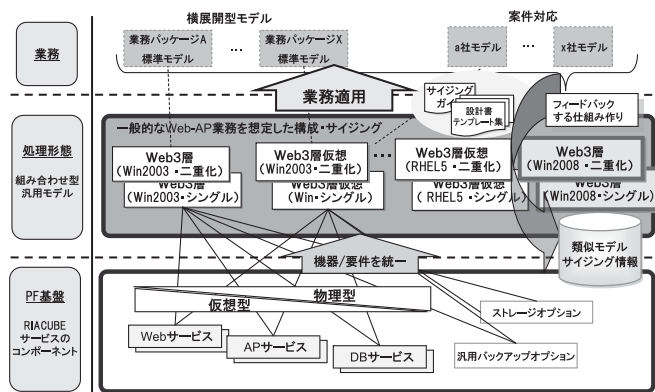 横展開型モデル
案件対応
業務
業務パッケージA
標準モデル
…
業務パッケージX
標準モデル
a社モデル
…
x社モデル
業務適用
サイジング
ガイド
設計書
テンプレート集
フィードバック
する仕組み作り
処理形態
組み合わせ型
汎用モデル
一般的なWeb-AP業務を想定した構成・サイジング
Web3層
(Win2003・二重化)
Web3層
(Win2003・シングル)
Web3層仮想
(Win2003・二重化)
Web3層仮想
(Win・シングル)
…
Web3層仮想
(RHEL5・二重化)
Web3層仮想
(RHEL5・シングル)
Web3層
(Win2008・二重化)
Web3層
(Win2008・シングル)
機器/要件を統一
類似モデル
サイジング情報
PF基盤
RIACUBE
サービスの
コンポーネント
物理型
仮想型
Webサービス
APサービス
DBサービス
ストレージオプション
汎用バックアップオプション